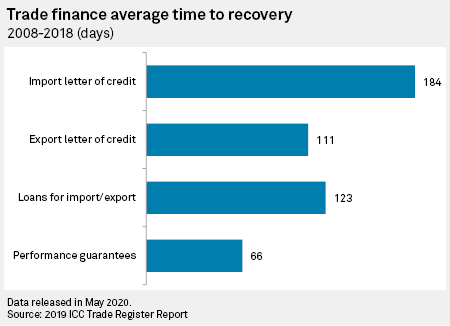 Trade finance average time to recovery
2008-2018 (days)
Import letter of credit 184
Export letter of credit 111
Loans for import/export 123
Performance guarantees 66
Data released in May 2020.
Source: 2019 ICC Trade Register Report